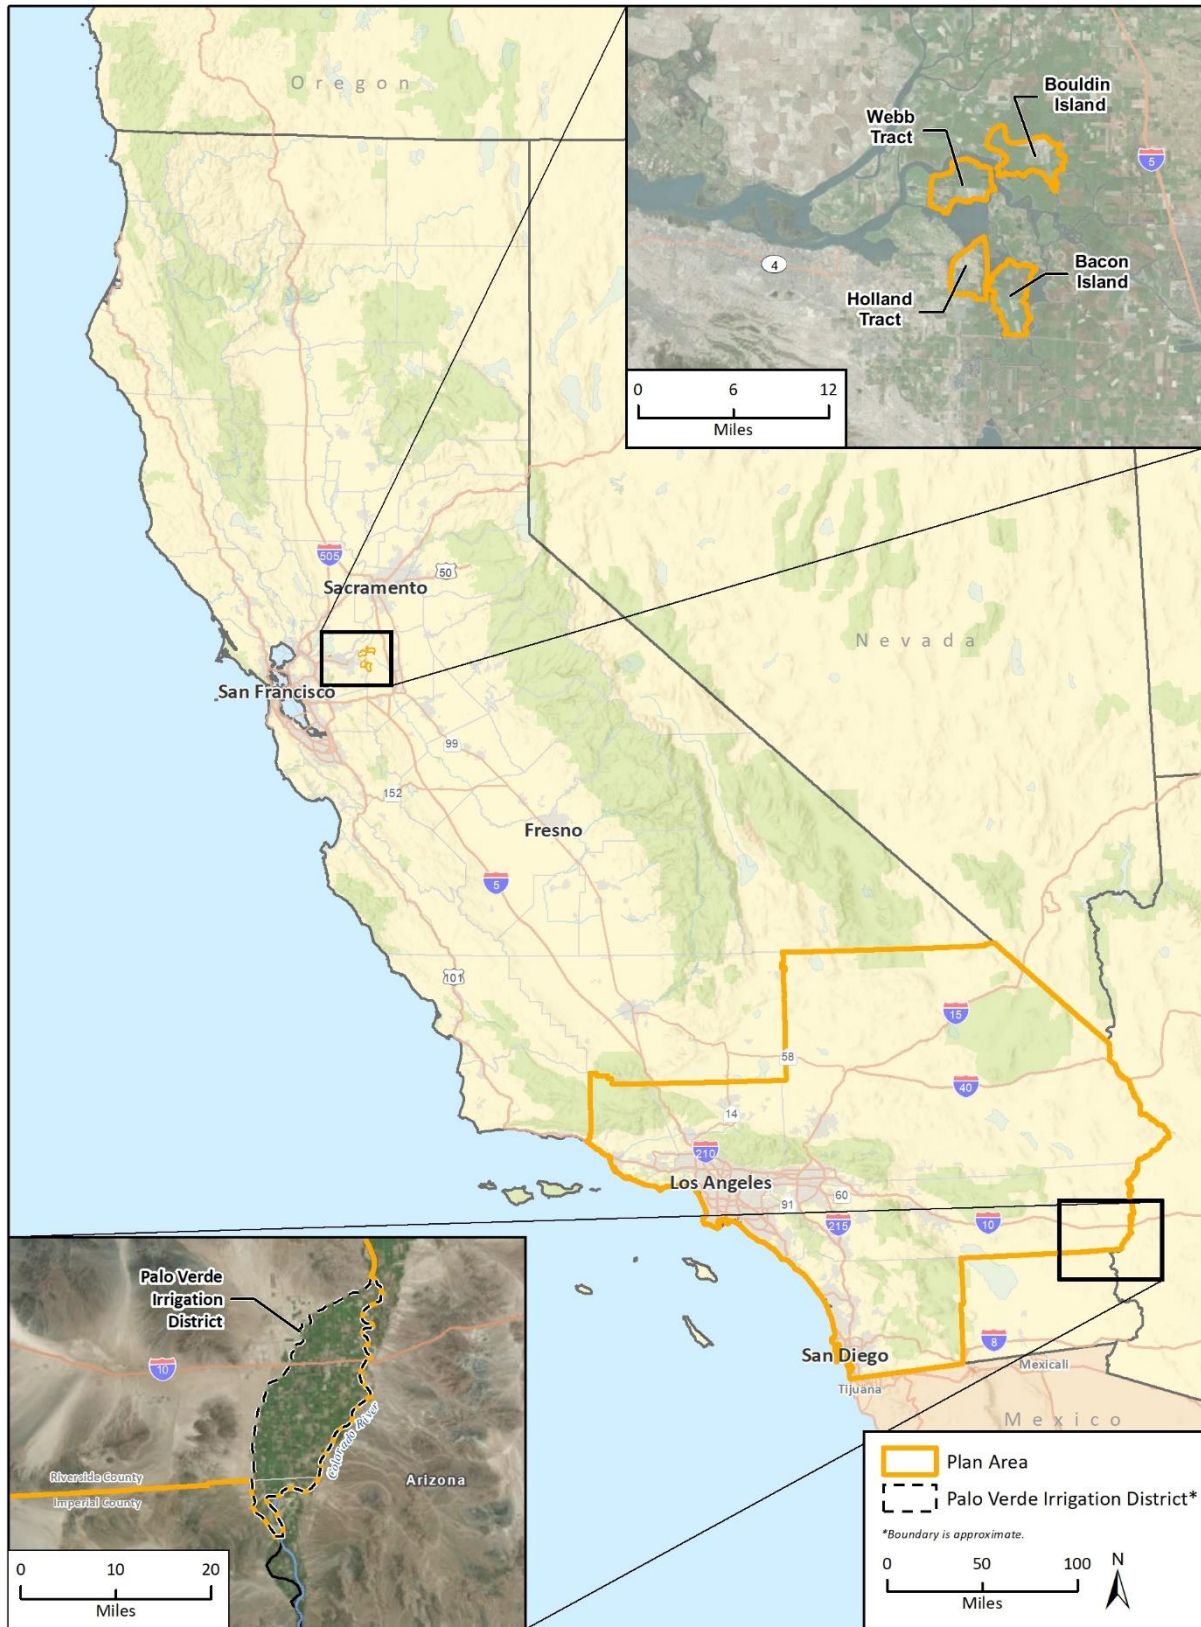 Oregon
Bouldin
Island
Webb
Tract
5
4
Bacon
Island
Holland
Tract
0 6 12
Miles
505
50
Sacramento
Nevada
San Francisco
99
152
Fresno
5
101
15
58
40
14
210
Los Angeles
60
91
215
10
San Diego
8
Mexicali
Tijuana
Mexico
Palo Verde
Irrigation
District
10
Colorado River
Riverside County
Imperial County
Arizona
0 10 20
Miles
Plan Area
Palo Verde Irrigation District*
*Boundary is approximate.
0 50 100
Miles
N